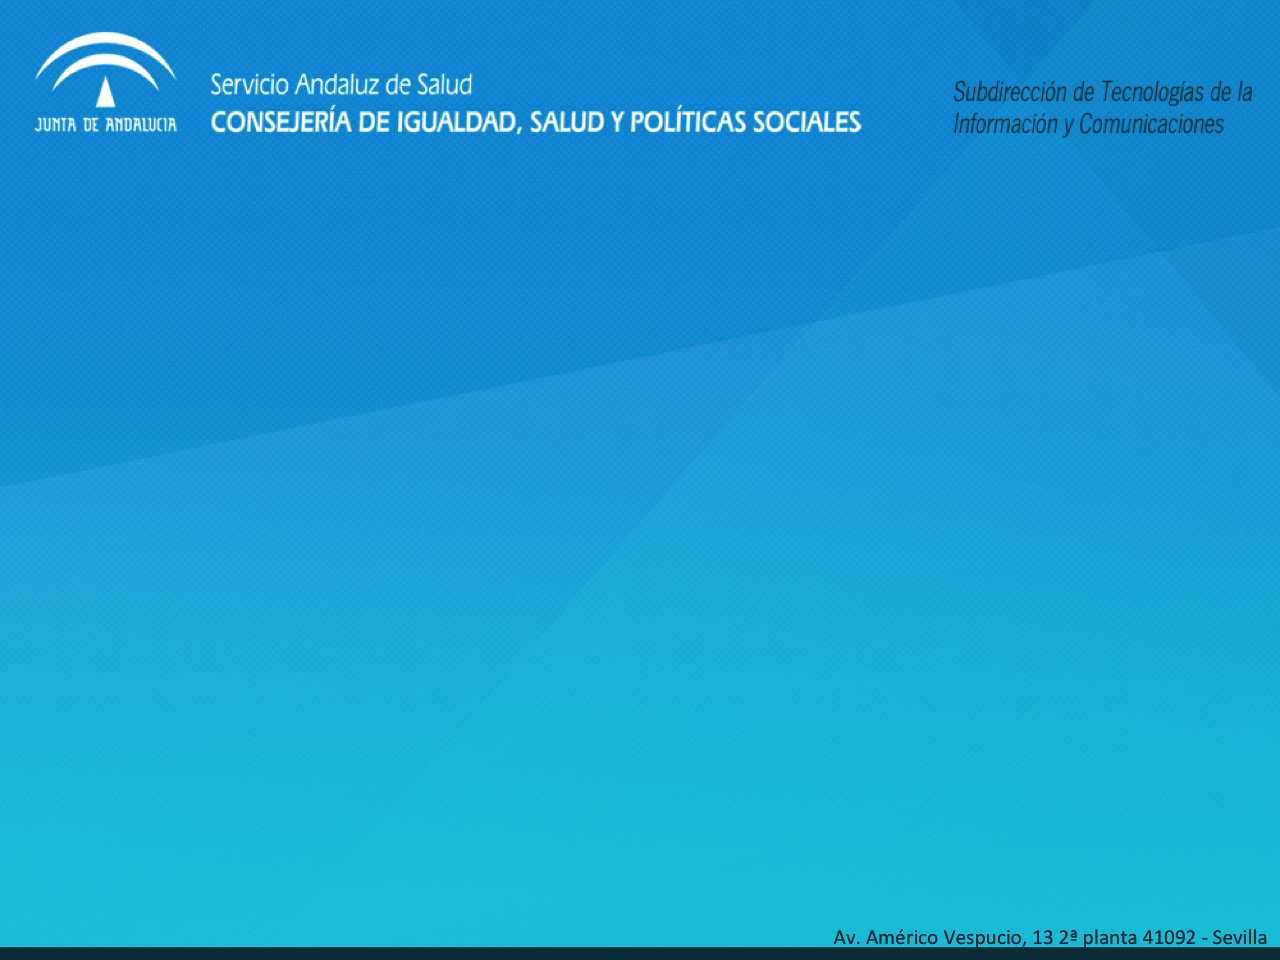 JUNTA DE ANDALUCIA
Servicio Andaluz de Salud
CONSEJERÍA DE IGUALDAD, SALUD Y POLÍTICAS SOCIALES
Subdirección de Tecnologías de la
Información y Comunicaciones
Av. Américo Vespucio, 13 2ª planta 41092 - Sevilla